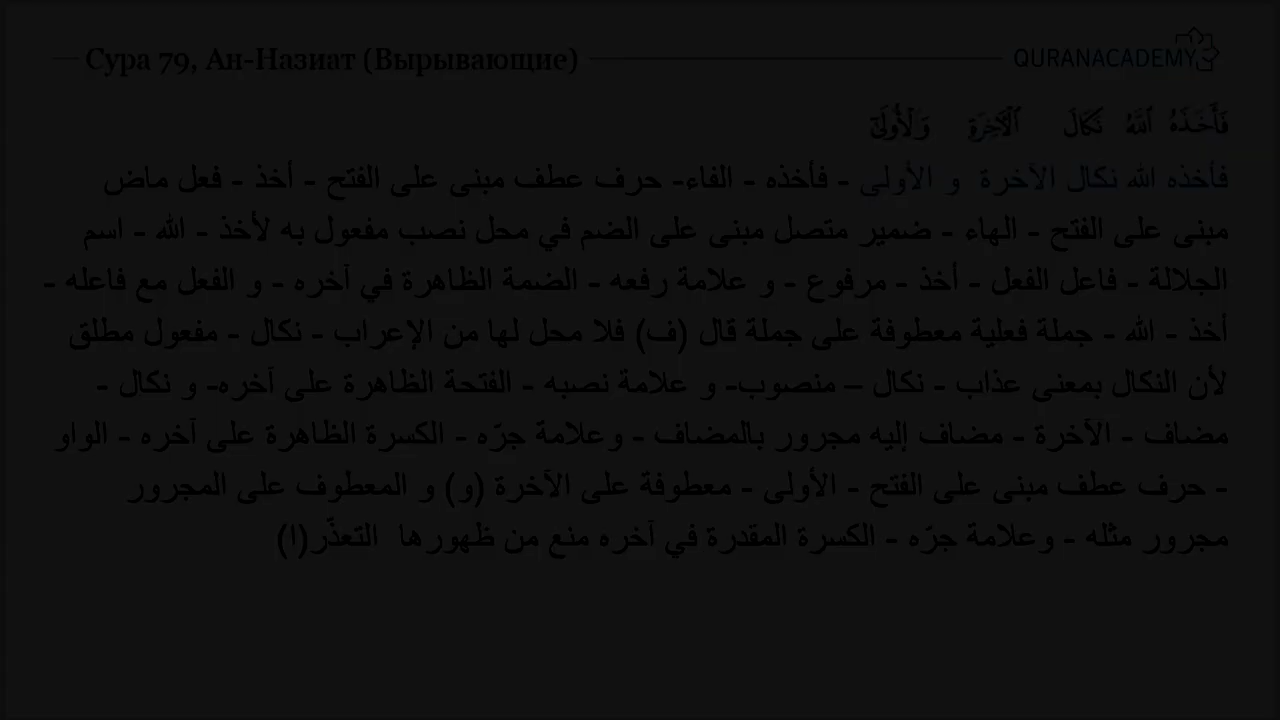 Сура 79, Ан-Назиат (Вырывающие)
QURANACADEMY
فَأَخَذَهُ ٱللَّهُ نَكَالَ ٱلْآخِرَةِ وَٱلْأُولَىٰٓ
فأخذه الله نكال الآخرة و الأولى - فأخذه - الفاء- حرف عطف مبنى على الفتح - أخذ - فعل ماض
مبنى على الفتح - الهاء - ضمير متصل مبنى على الضم في محل نصب مفعول به لأخذ - الله - اسم
الجلالة - فاعل الفعل - أخذ - مرفوع - و علامة رفعه - الضمة الظاهرة في آخره - و الفعل مع فاعله -
أخذ - الله - جملة فعلية معطوفة على جملة قال (ف) فلا محل لها من الإعراب - نكال - مفعول مطلق
لأن النكال بمعنى عذاب - نكال – منصوب- و علامة نصبه - الفتحة الظاهرة على آخره- و نكال -
مضاف - الآخرة - مضاف إليه مجرور بالمضاف - وعلامة جرّه - الكسرة الظاهرة على آخره - الواو
- حرف عطف مبنى على الفتح - الأولى - معطوفة على الآخرة (و) و المعطوف على المجرور
مجرور مثله - وعلامة جرّه - الكسرة المقدرة في آخره منع من ظهورها التعذّر(ا)